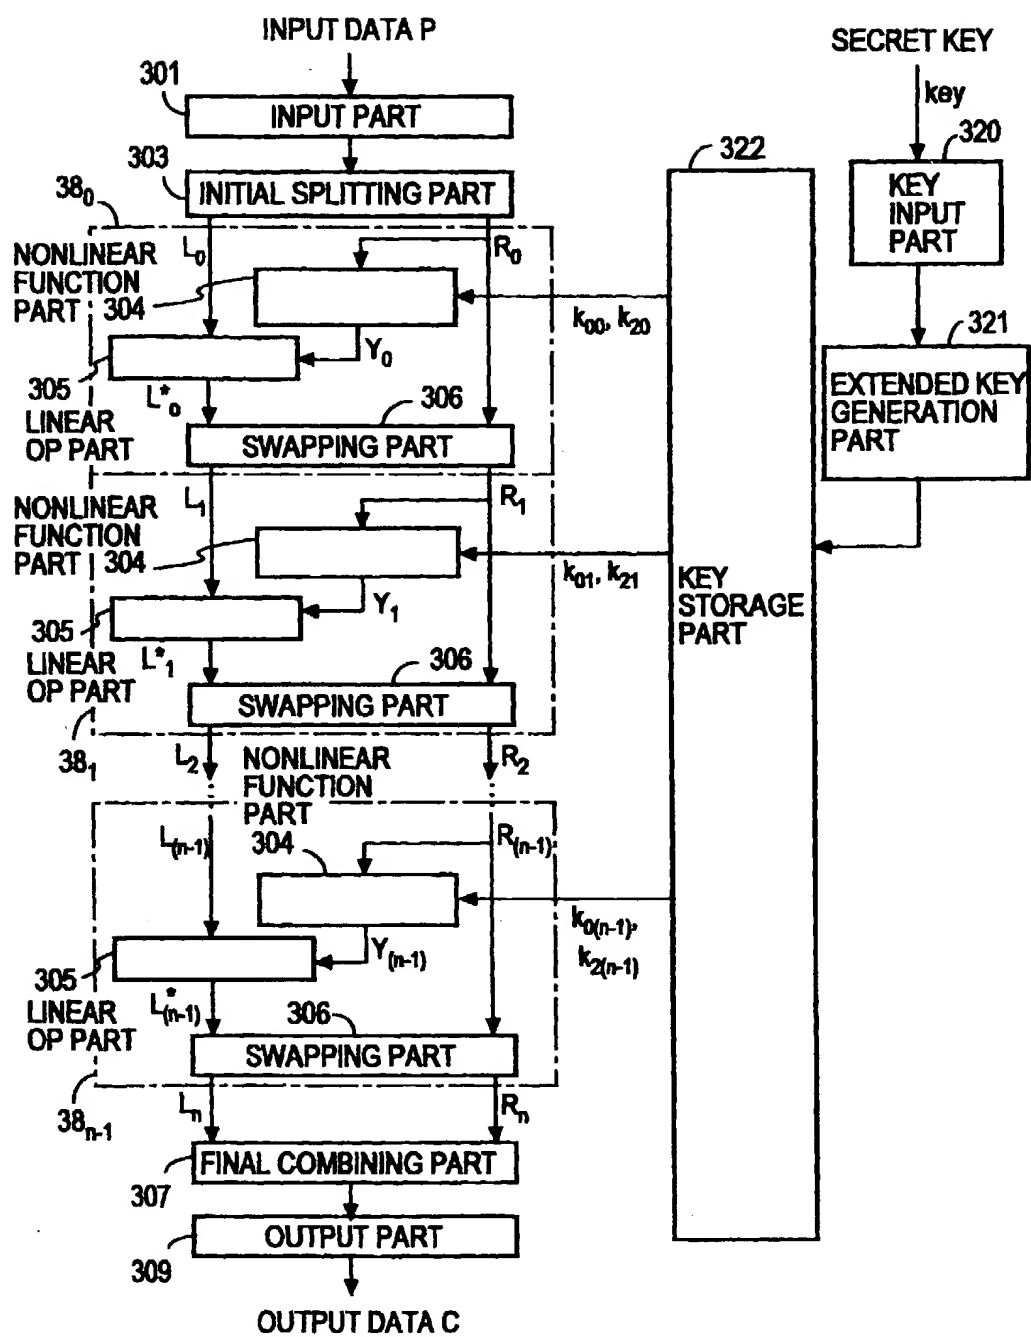 INPUT DATA P
SECRET KEY
key
301
INPUT PART
303
INITIAL SPLITTING PART
320
KEY
INPUT
PART
322
38₀
L₀
R₀
NONLINEAR
FUNCTION
PART
304
k₀₀, k₂₀
Y₀
305
LINEAR
OP PART
L*₀
306
SWAPPING PART
321
EXTENDED KEY
GENERATION
PART
L₁
R₁
NONLINEAR
FUNCTION
PART
304
k₀₁, k₂₁
Y₁
KEY
STORAGE
PART
305
LINEAR
OP PART
L*₁
306
SWAPPING PART
38₁
L₂
R₂
NONLINEAR
FUNCTION
PART
304
L₍ₙ₋₁₎
R₍ₙ₋₁₎
k₀₍ₙ₋₁₎,
k₂₍ₙ₋₁₎
Y₍ₙ₋₁₎
305
LINEAR
OP PART
L*₍ₙ₋₁₎
306
SWAPPING PART
38ₙ₋₁
Lₙ
Rₙ
FINAL COMBINING PART
307
OUTPUT PART
309
OUTPUT DATA C